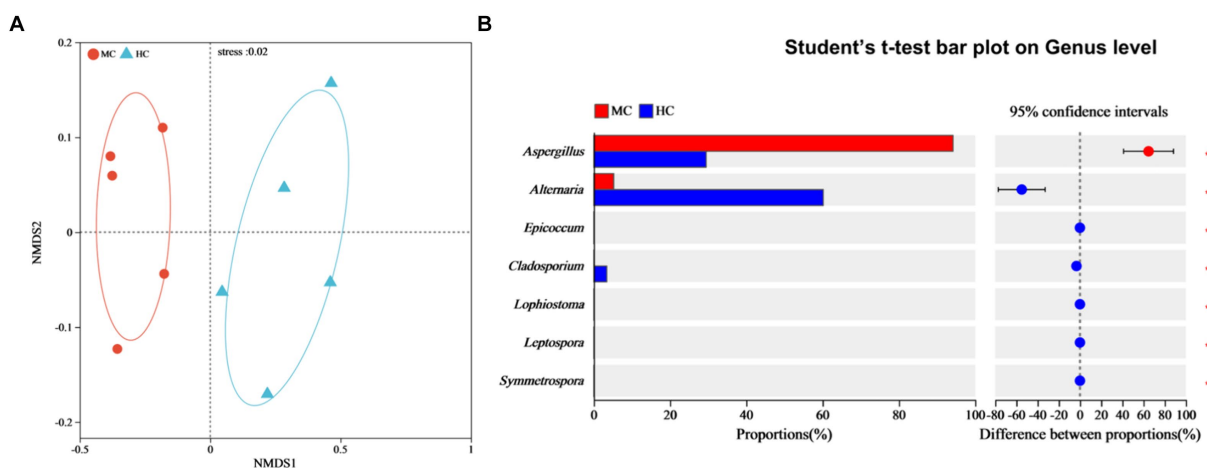 A
B
Student's t-test bar plot on Genus level
MC HC
stress :0.02
0.2
0.1
0
-0.1
-0.2
NMDS2
-0.5
0
0.5
1
NMDS1
MC HC
95% confidence intervals
Aspergillus
Alternaria
Epicoccum
Cladosporium
Lophiostoma
Leptospora
Symmetrospora
0 20 40 60 80 100
Proportions(%)
-80 -60 -40 -20 0 20 40 60 80 100
Difference between proportions(%)